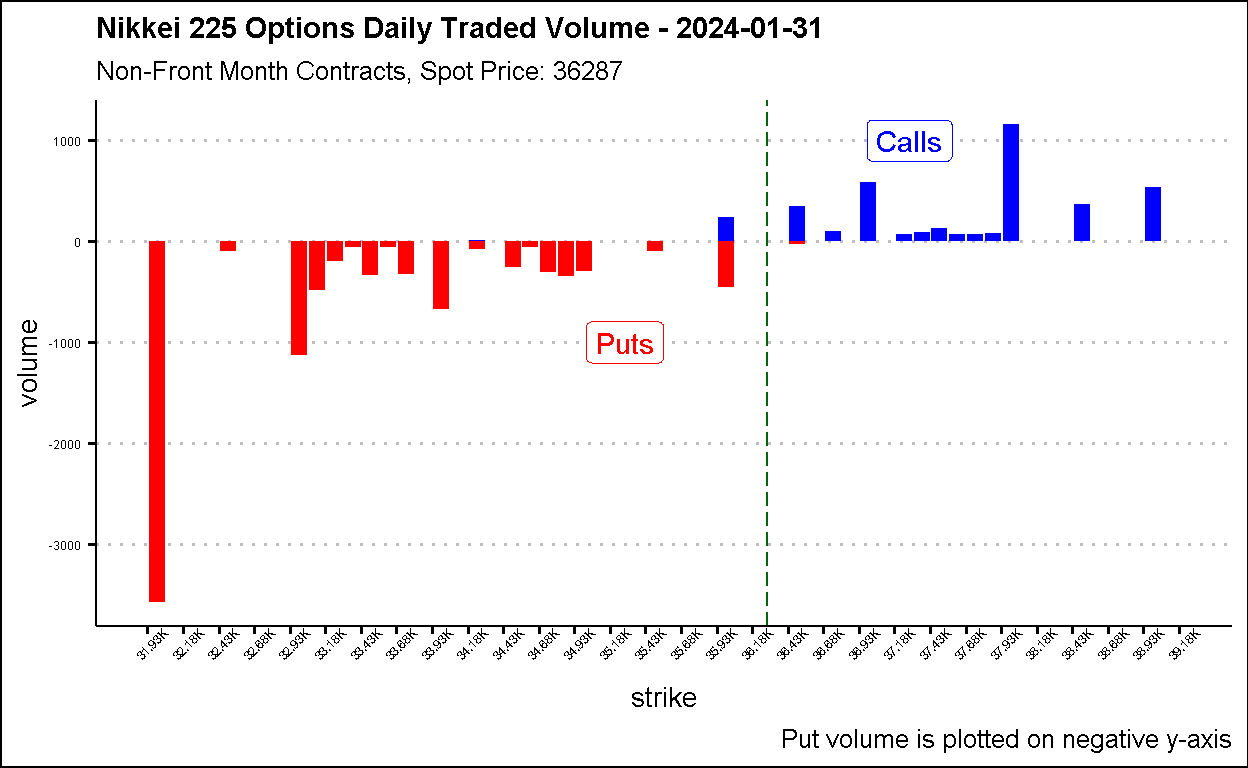 Nikkei 225 Options Daily Traded Volume - 2024-01-31
Non-Front Month Contracts, Spot Price: 36287
Calls
Puts
volume
1000
0
-1000
-2000
-3000
31.93K
32.18K
32.43K
32.68K
32.93K
33.18K
33.43K
33.68K
33.93K
34.18K
34.43K
34.68K
34.93K
35.18K
35.43K
35.68K
35.93K
36.18K
36.43K
36.68K
36.93K
37.18K
37.43K
37.68K
37.93K
38.18K
38.43K
38.68K
38.93K
39.18K
strike
Put volume is plotted on negative y-axis